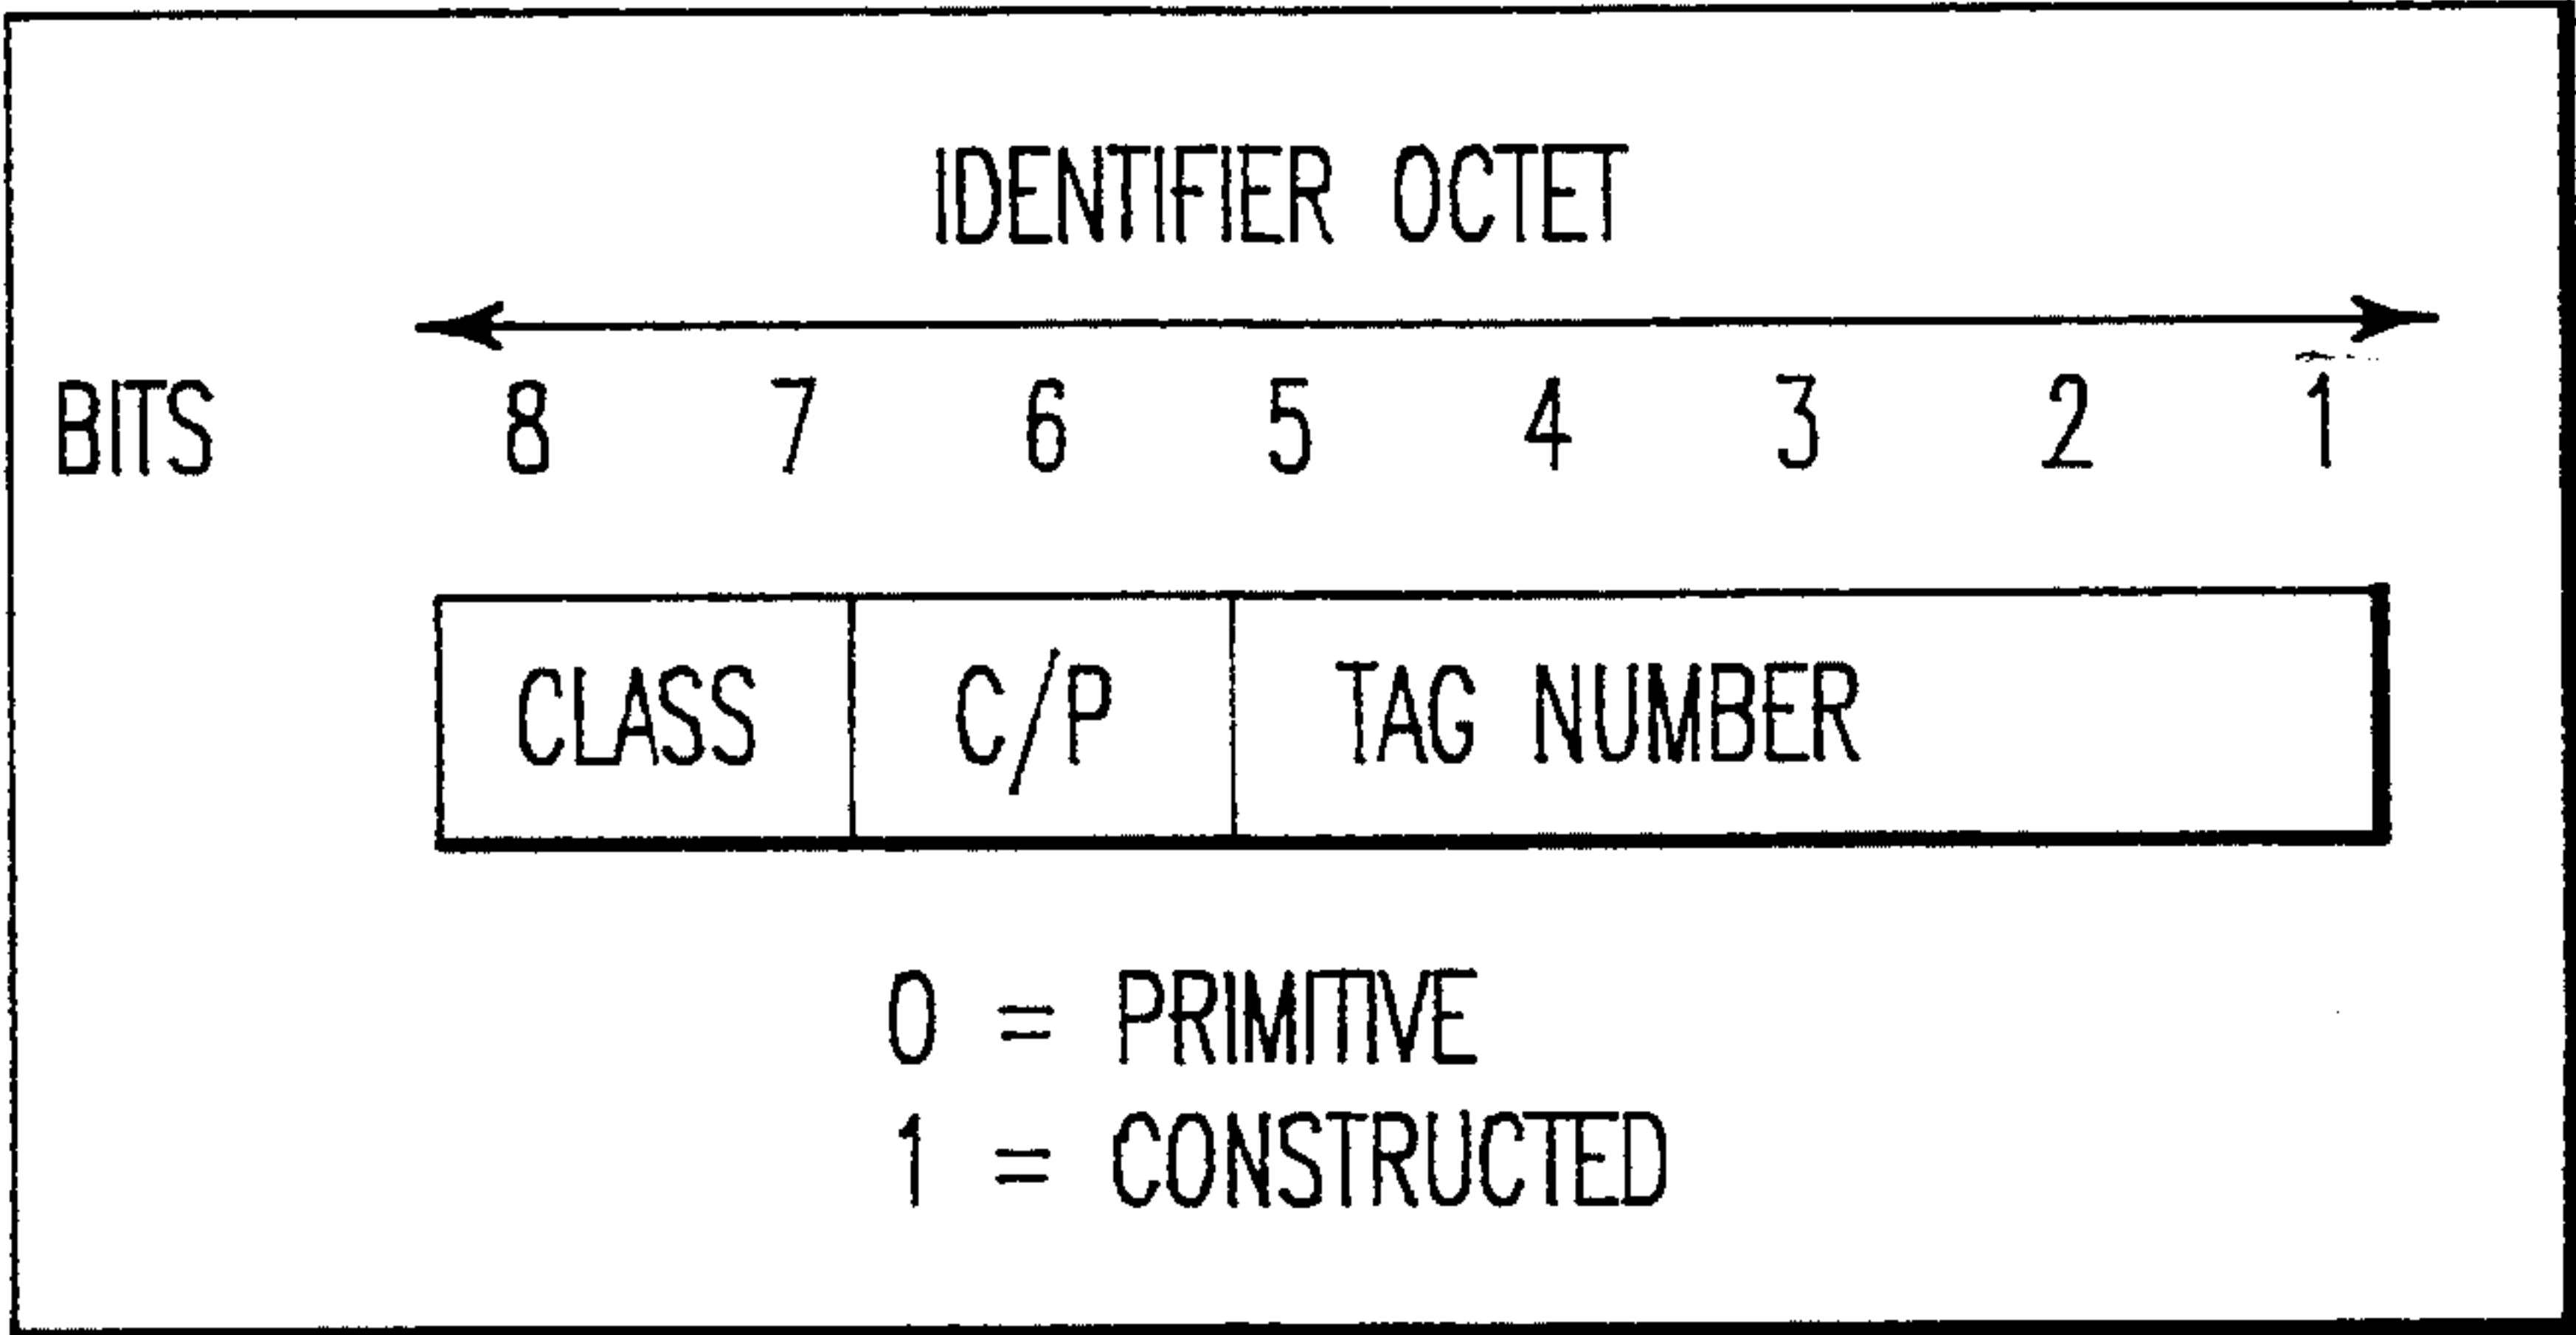 IDENTIFIER OCTET
BITS 8 7 6 5 4 3 2 1
CLASS C/P TAG NUMBER
0 = PRIMITIVE
1 = CONSTRUCTED